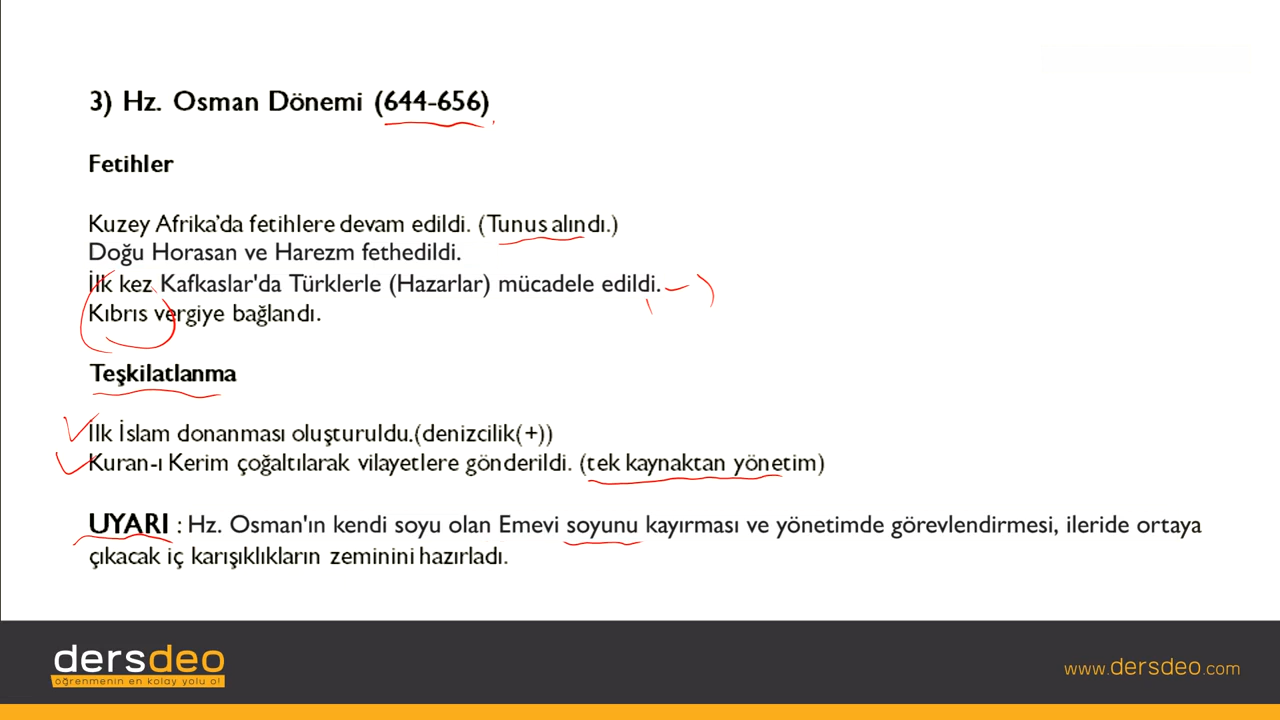 3) Hz. Osman Dönemi (644-656)
Fetihler
Kuzey Afrika'da fetihlere devam edildi. (Tunus alındı.)
Doğu Horasan ve Harezm fethedildi.
İlk kez Kafkaslar'da Türklerle (Hazarlar) mücadele edildi.
Kıbrıs vergiye bağlandı.
Teşkilatlanma
İlk İslam donanması oluşturuldu.(denizcilik(+))
Kuran-ı Kerim çoğaltılarak vilayetlere gönderildi. (tek kaynaktan yönetim)
UYARI : Hz. Osman'ın kendi soyu olan Emevi soyunu kayırması ve yönetimde görevlendirmesi, ileride ortaya
çıkacak iç karışıklıkların zeminini hazırladı.
dersdeo
öğrenmenin en kolay yolu o!
www.dersdeo.com